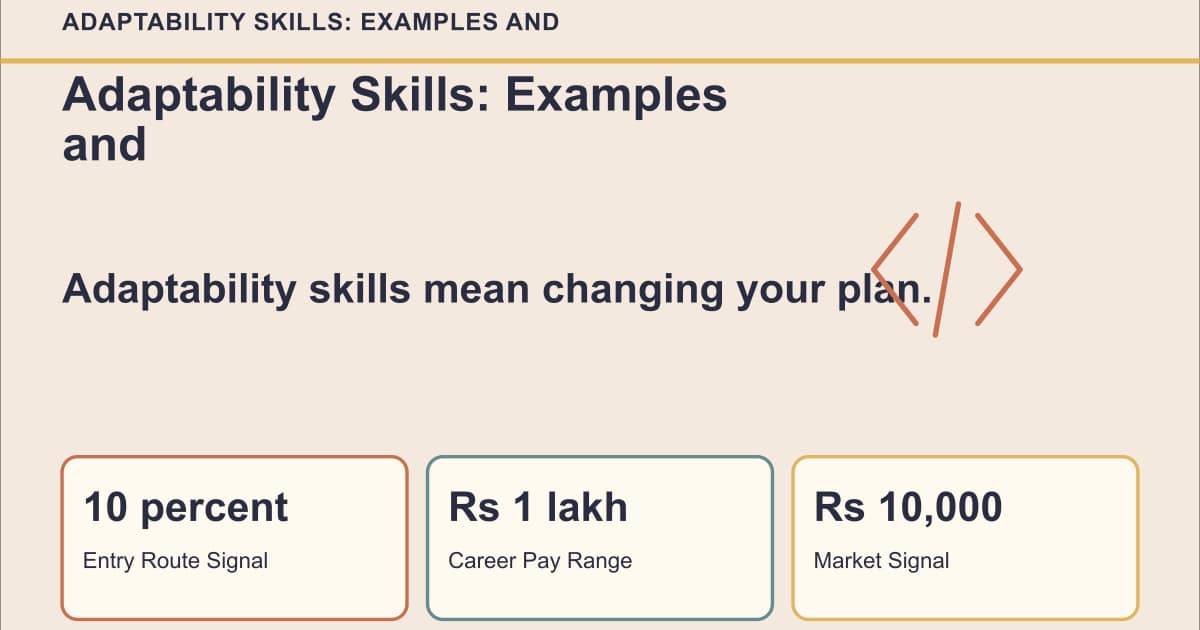 ADAPTABILITY SKILLS: EXAMPLES AND
Adaptability Skills: Examples
and
Adaptability skills mean changing your plan.
10 percent
Entry Route Signal
Rs 1 lakh
Career Pay Range
Rs 10,000
Market Signal